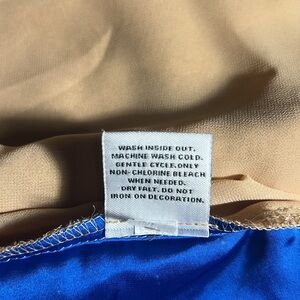 WASH INSIDE OUT.
MACHINE WASH COLD.
GENTLE CYCLE.ONLY
NON-CHLORINE BLEACH
WHEN NEEDED.
DRY FALT. DO NOT
IRON ON DECORATION.